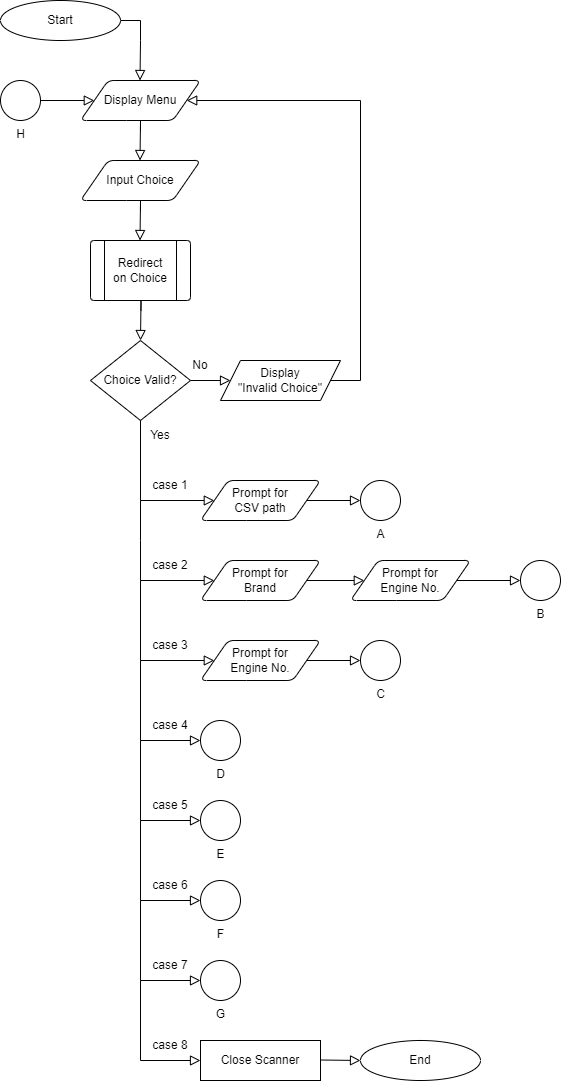 Start
Display Menu
H
Input Choice
Redirect
on Choice
Choice Valid?
No
Display
"Invalid Choice"
Yes
case 1
Prompt for
CSV path
A
case 2
Prompt for
Brand
Prompt for
Engine No.
B
case 3
Prompt for
Engine No.
C
case 4
D
case 5
E
case 6
F
case 7
G
case 8
Close Scanner
End